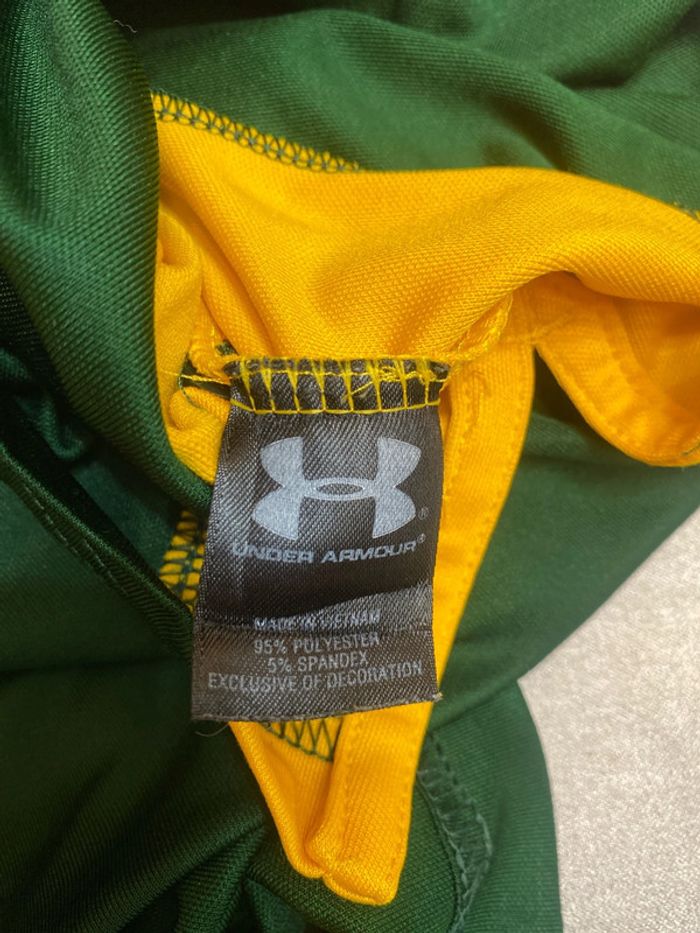 ®
UNDER ARMOUR®
MADE IN VIETNAM
95% POLYESTER
5% SPANDEX
EXCLUSIVE OF DECORATION